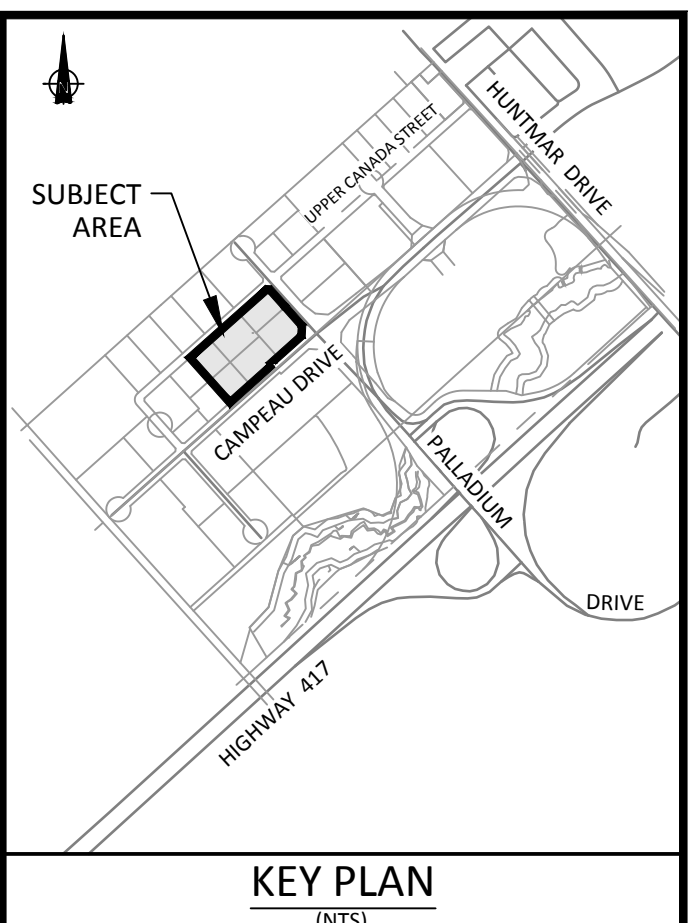 N
HUNTMAR DRIVE
UPPER CANADA STREET
SUBJECT
AREA
CAMPEAU DRIVE
PALLADIUM
DRIVE
HIGHWAY 417
KEY PLAN
(NTS)